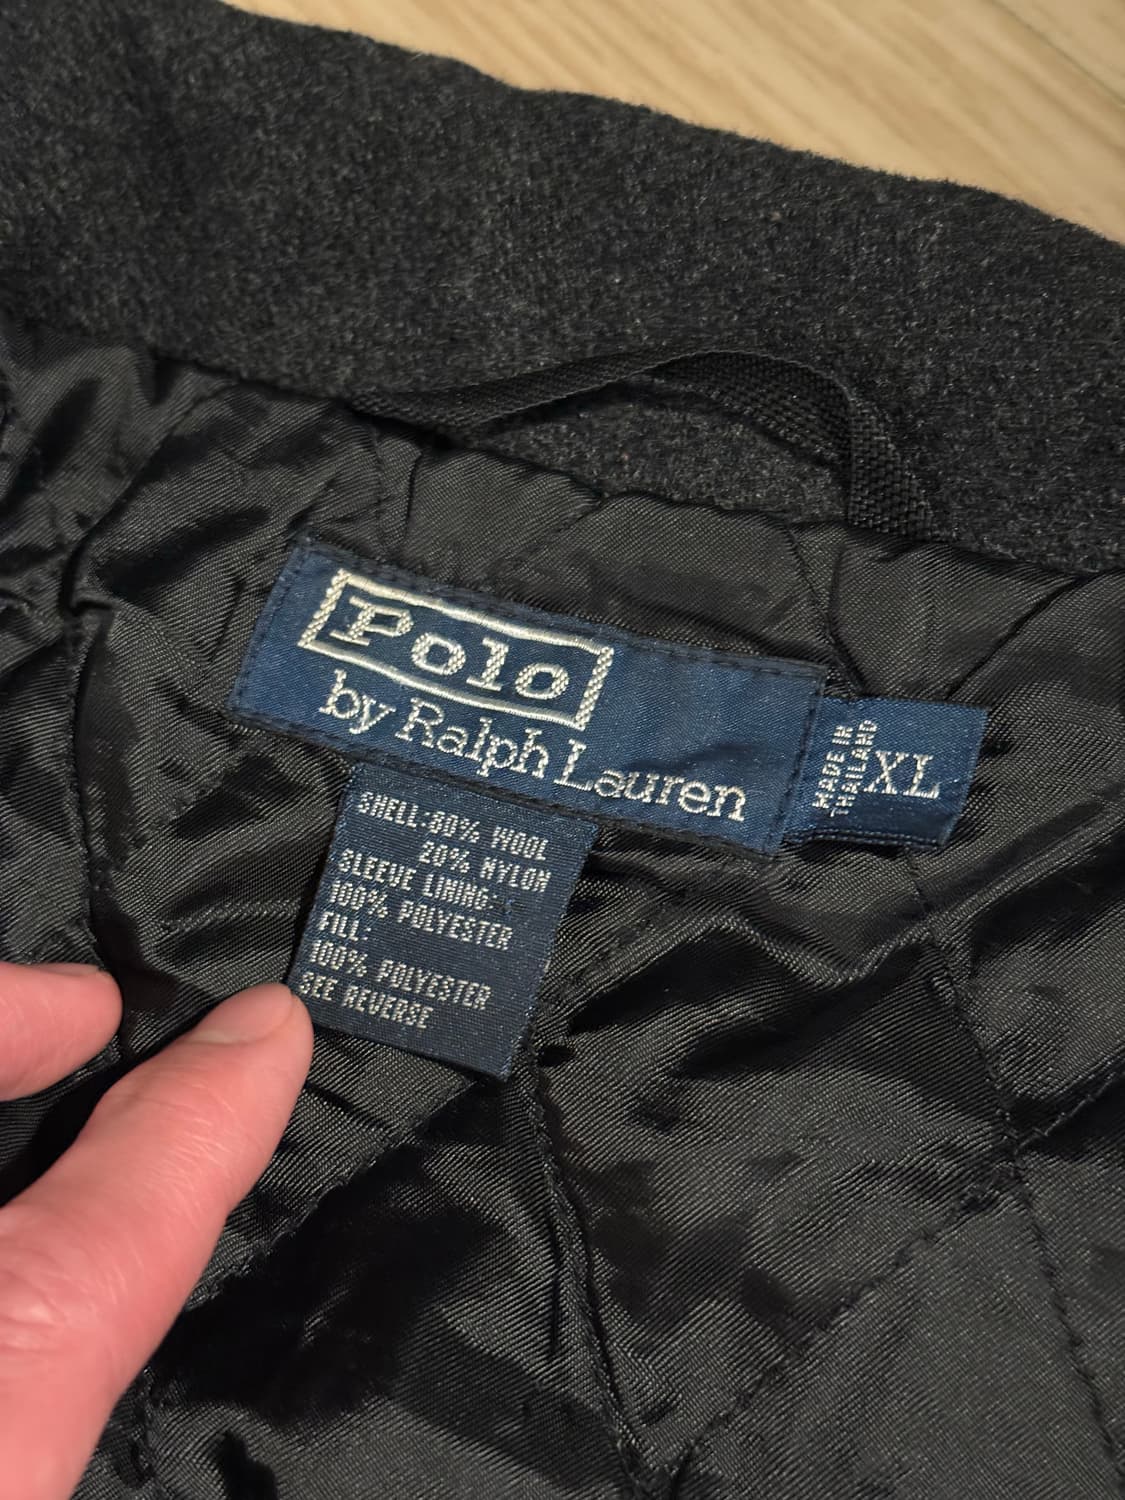 Polo
by Ralph Lauren
MADE IN
THAILAND
XL
SHELL:80% WOOL
20% NYLON
SLEEVE LINING:
100% POLYESTER
FILL:
100% POLYESTER
SEE REVERSE